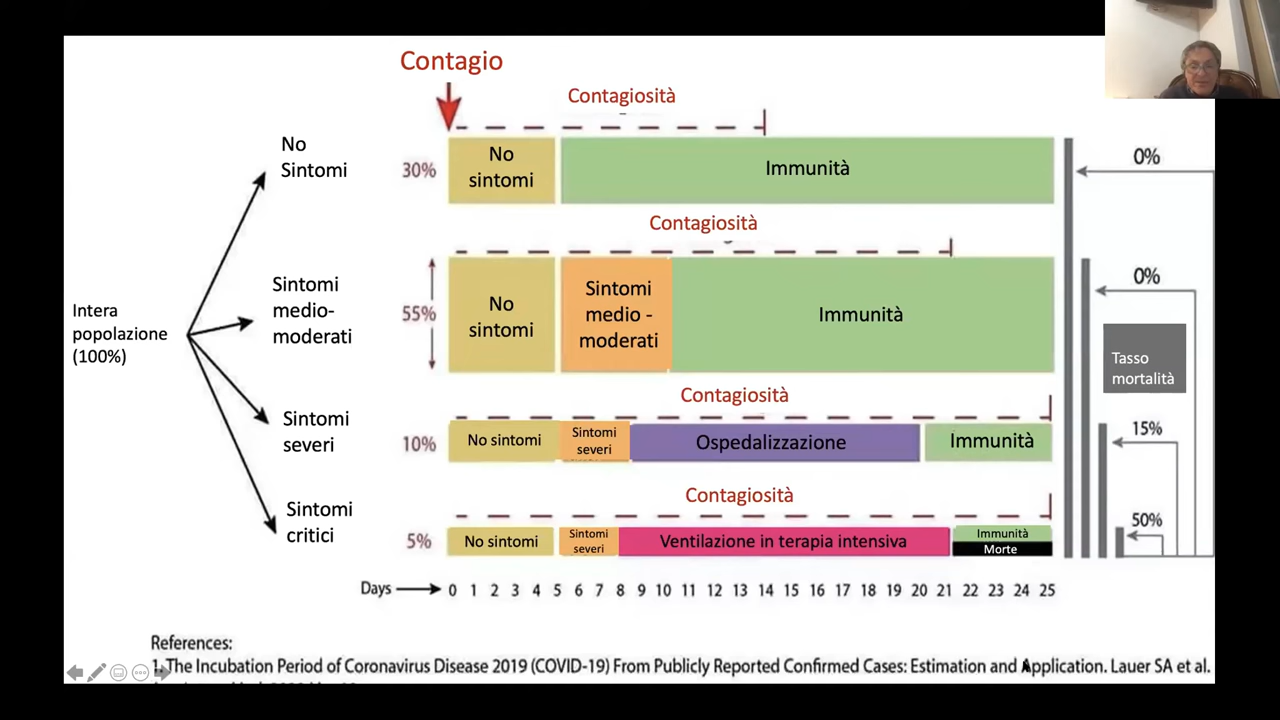 Contagio
Contagiosità
No
Sintomi
30%
No
sintomi
Immunità
0%
Contagiosità
Sintomi
medio-
moderati
55%
No
sintomi
Sintomi
medio -
moderati
Immunità
0%
Intera
popolazione
(100%)
Tasso
mortalità
Contagiosità
Sintomi
severi
10%
No sintomi
Sintomi
severi
Ospedalizzazione
Immunità
15%
Contagiosità
Sintomi
critici
5%
No sintomi
Sintomi
severi
Ventilazione in terapia intensiva
Immunità
Morte
50%
Days 0 1 2 3 4 5 6 7 8 9 10 11 12 13 14 15 16 17 18 19 20 21 22 23 24 25
References:
1. The Incubation Period of Coronavirus Disease 2019 (COVID-19) From Publicly Reported Confirmed Cases: Estimation and Application. Lauer SA et al.